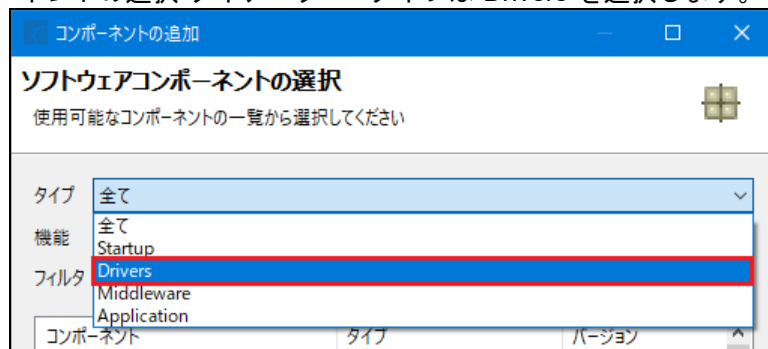 コンポーネントの追加
ソフトウェアコンポーネントの選択
使用可能なコンポーネントの一覧から選択してください
タイプ 全て
全て
機能
Startup
フィルタ Drivers
Middleware
Application
コンポーネント タイプ バージョン